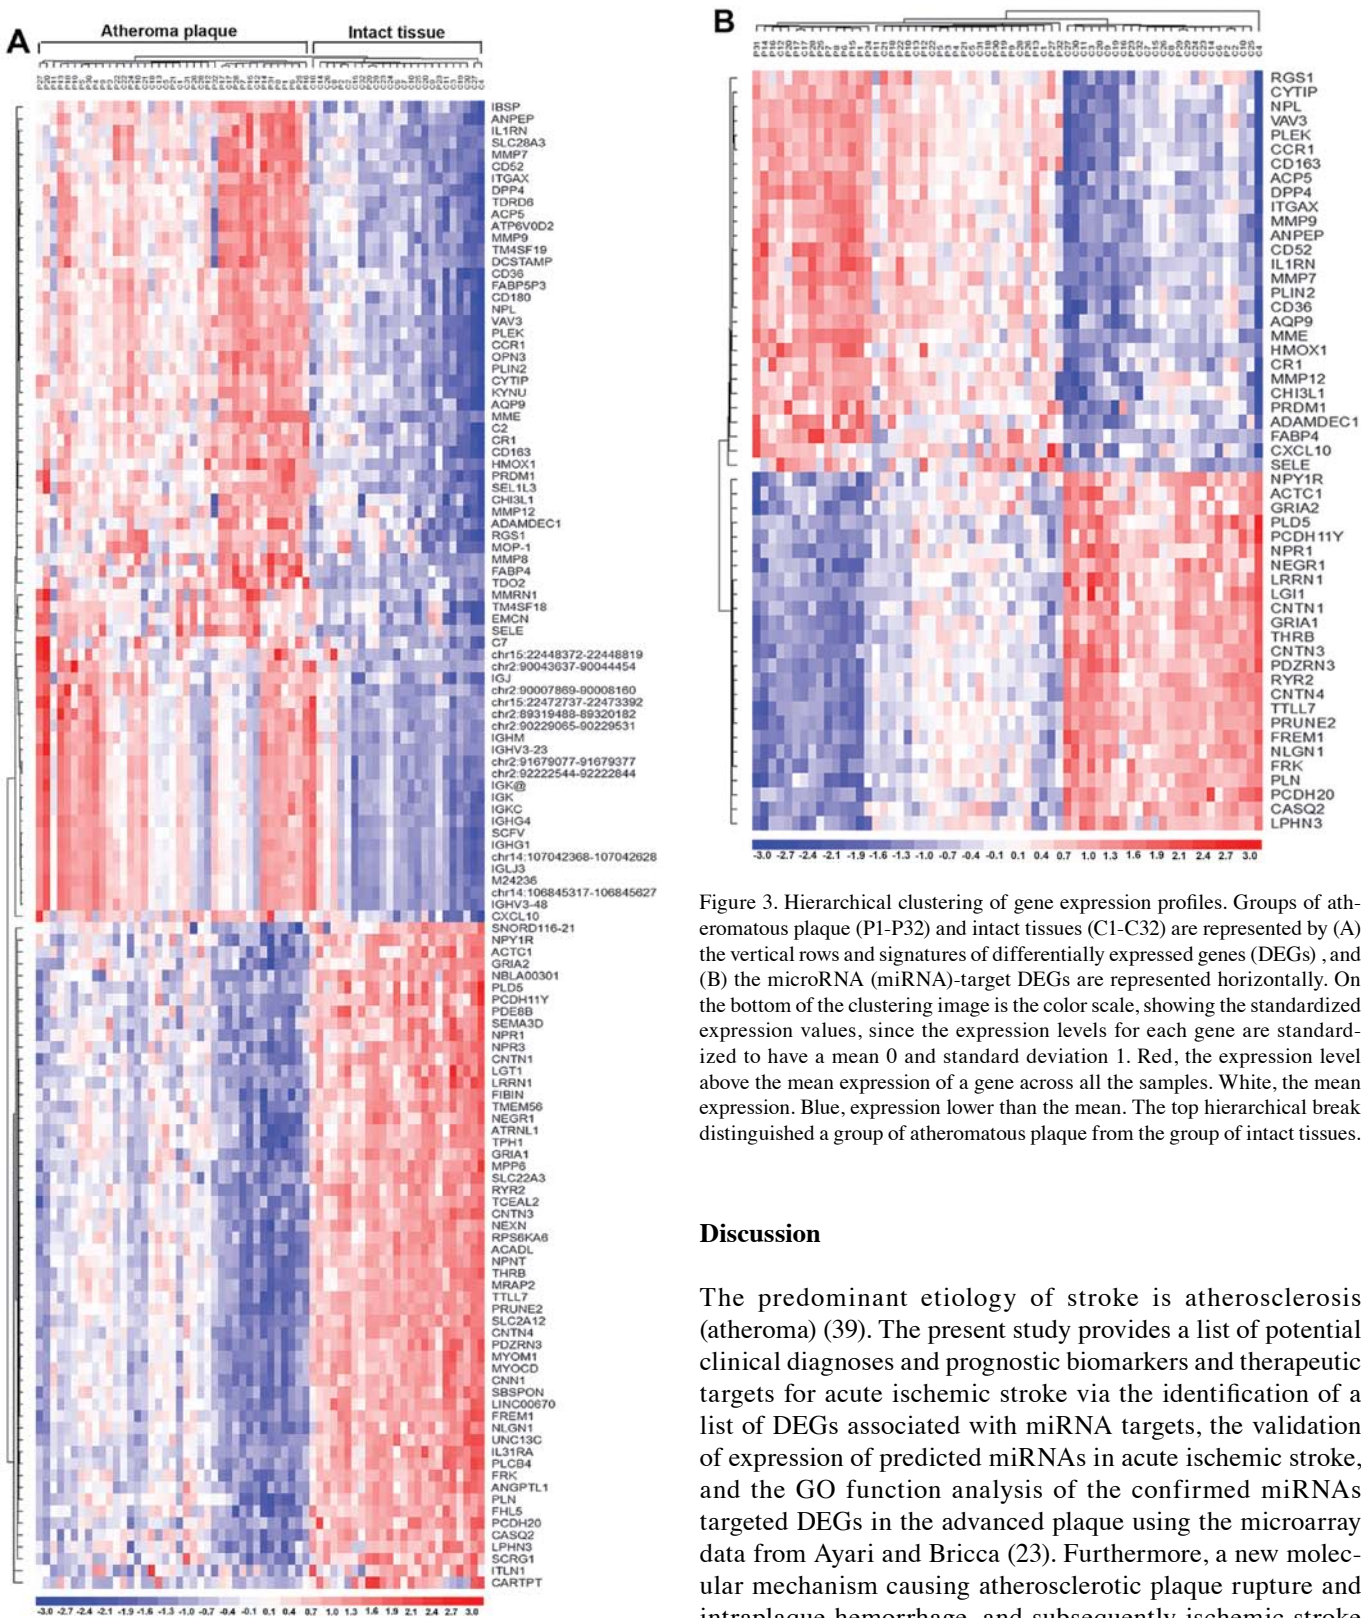 A
Atheroma plaque
Intact tissue
IBSP
ANPEP
IL1RN
SLC28A3
MMP7
CD52
ITGAX
DPP4
TDRD6
ACP5
ATP6V0D2
MMP9
TM4SF19
DCSTAMP
CD36
FABP5P3
CD180
NPL
VAV3
PLEK
CCR1
OPN3
PLIN2
CYTIP
KYNU
AQP9
MME
C2
CR1
CD163
HMOX1
PRDM1
SEL1L3
CHI3L1
MMP12
ADAMDEC1
RGS1
MOP-1
MMP8
FABP4
TDO2
MMRN1
TM4SF18
EMCN
SELE
C7
chr15:22448372-22448819
chr2:90043637-90044454
IGJ
chr2:90007869-90008160
chr15:22472737-22473392
chr2:89319488-89320182
chr2:90229065-90229531
IGHM
IGHV3-23
chr2:91679077-91679377
chr2:92222544-92222844
IGK@
IGK
IGKC
IGHG4
SCFV
IGHG1
chr14:107042368-107042628
IGLJ3
M24236
chr14:106845317-106845627
IGHV3-48
CXCL10
SNORD116-21
NPY1R
ACTC1
GRIA2
NBLA00301
PLD5
PCDH11Y
PDE8B
SEMA3D
NPR1
NPR3
CNTN1
LGT1
LRRN1
FIBIN
TMEM56
NEGR1
ATRNL1
TPH1
GRIA1
MPP6
SLC22A3
RYR2
TCEAL2
CNTN3
NEXN
RPS6KA6
ACADL
NPNT
THRB
MRAP2
TTLL7
PRUNE2
SLC2A12
CNTN4
PDZRN3
MYOM1
MYOCD
CNN1
SBSPON
LINC00670
FREM1
NLGN1
UNC13C
IL31RA
PLCB4
FRK
ANGPTL1
PLN
FHL5
PCDH20
CASQ2
LPHN3
SCRG1
ITLN1
CARTPT
-3.0 -2.7 -2.4 -2.1 -1.9 -1.6 -1.3 -1.0 -0.7 -0.4 -0.1 0.1 0.4 0.7 1.0 1.3 1.6 1.9 2.1 2.4 2.7 3.0
B
RGS1
CYTIP
NPL
VAV3
PLEK
CCR1
CD163
ACP5
DPP4
ITGAX
MMP9
ANPEP
CD52
IL1RN
MMP7
PLIN2
CD36
AQP9
MME
HMOX1
CR1
MMP12
CHI3L1
PRDM1
ADAMDEC1
FABP4
CXCL10
SELE
NPY1R
ACTC1
GRIA2
PLD5
PCDH11Y
NPR1
NEGR1
LRRN1
LGI1
CNTN1
GRIA1
THRB
CNTN3
PDZRN3
RYR2
CNTN4
TTLL7
PRUNE2
FREM1
NLGN1
FRK
PLN
PCDH20
CASQ2
LPHN3
-3.0 -2.7 -2.4 -2.1 -1.9 -1.6 -1.3 -1.0 -0.7 -0.4 -0.1 0.1 0.4 0.7 1.0 1.3 1.6 1.9 2.1 2.4 2.7 3.0
Figure 3. Hierarchical clustering of gene expression profiles. Groups of ath-
eromatous plaque (P1-P32) and intact tissues (C1-C32) are represented by (A)
the vertical rows and signatures of differentially expressed genes (DEGs) , and
(B) the microRNA (miRNA)-target DEGs are represented horizontally. On
the bottom of the clustering image is the color scale, showing the standardized
expression values, since the expression levels for each gene are standard-
ized to have a mean 0 and standard deviation 1. Red, the expression level
above the mean expression of a gene across all the samples. White, the mean
expression. Blue, expression lower than the mean. The top hierarchical break
distinguished a group of atheromatous plaque from the group of intact tissues.
Discussion
The predominant etiology of stroke is atherosclerosis
(atheroma) (39). The present study provides a list of potential
clinical diagnoses and prognostic biomarkers and therapeutic
targets for acute ischemic stroke via the identification of a
list of DEGs associated with miRNA targets, the validation
of expression of predicted miRNAs in acute ischemic stroke,
and the GO function analysis of the confirmed miRNAs
targeted DEGs in the advanced plaque using the microarray
data from Ayari and Bricca (23). Furthermore, a new molec-
ular mechanism causing atherosclerotic plaque rupture and
intraplaque hemorrhage, and subsequently ischemic stroke